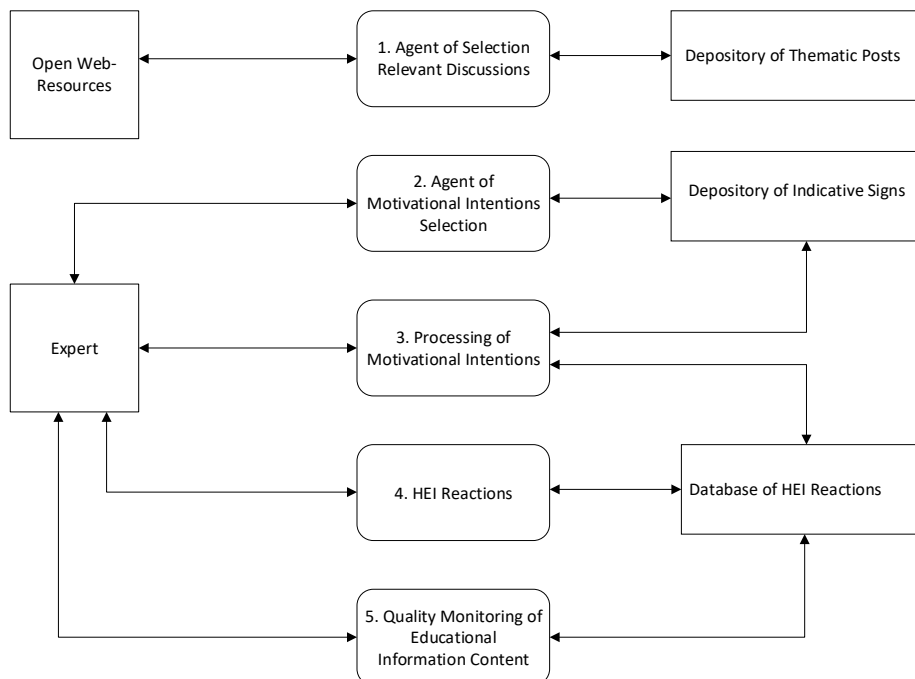 Open Web-
Resources
1. Agent of Selection
Relevant Discussions
Depository of Thematic Posts
2. Agent of
Motivational Intentions
Selection
Depository of Indicative Signs
Expert
3. Processing of
Motivational Intentions
4. HEI Reactions
Database of HEI Reactions
5. Quality Monitoring of
Educational
Information Content